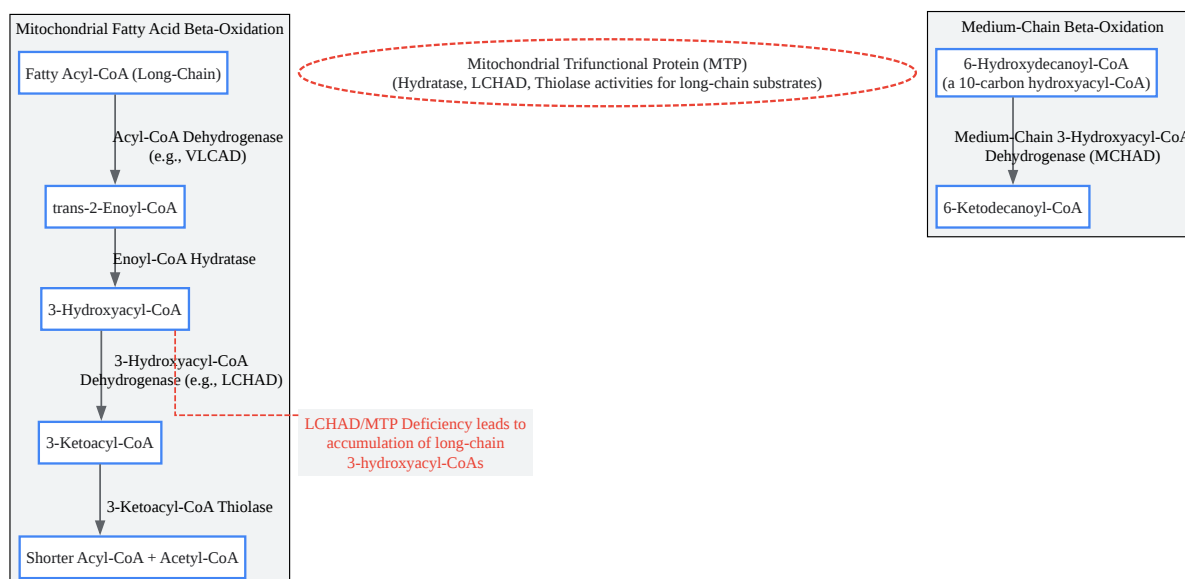 Mitochondrial Fatty Acid Beta-Oxidation
Fatty Acyl-CoA (Long-Chain)
Acyl-CoA Dehydrogenase
(e.g., VLCAD)
trans-2-Enoyl-CoA
Enoyl-CoA Hydratase
3-Hydroxyacyl-CoA
3-Hydroxyacyl-CoA
Dehydrogenase (e.g., LCHAD)
3-Ketoacyl-CoA
3-Ketoacyl-CoA Thiolase
Shorter Acyl-CoA + Acetyl-CoA
Mitochondrial Trifunctional Protein (MTP)
(Hydratase, LCHAD, Thiolase activities for long-chain substrates)
LCHAD/MTP Deficiency leads to
accumulation of long-chain
3-hydroxyacyl-CoAs
Medium-Chain Beta-Oxidation
6-Hydroxydecanoyl-CoA
(a 10-carbon hydroxyacyl-CoA)
Medium-Chain 3-Hydroxyacyl-CoA
Dehydrogenase (MCHAD)
6-Ketodecanoyl-CoA